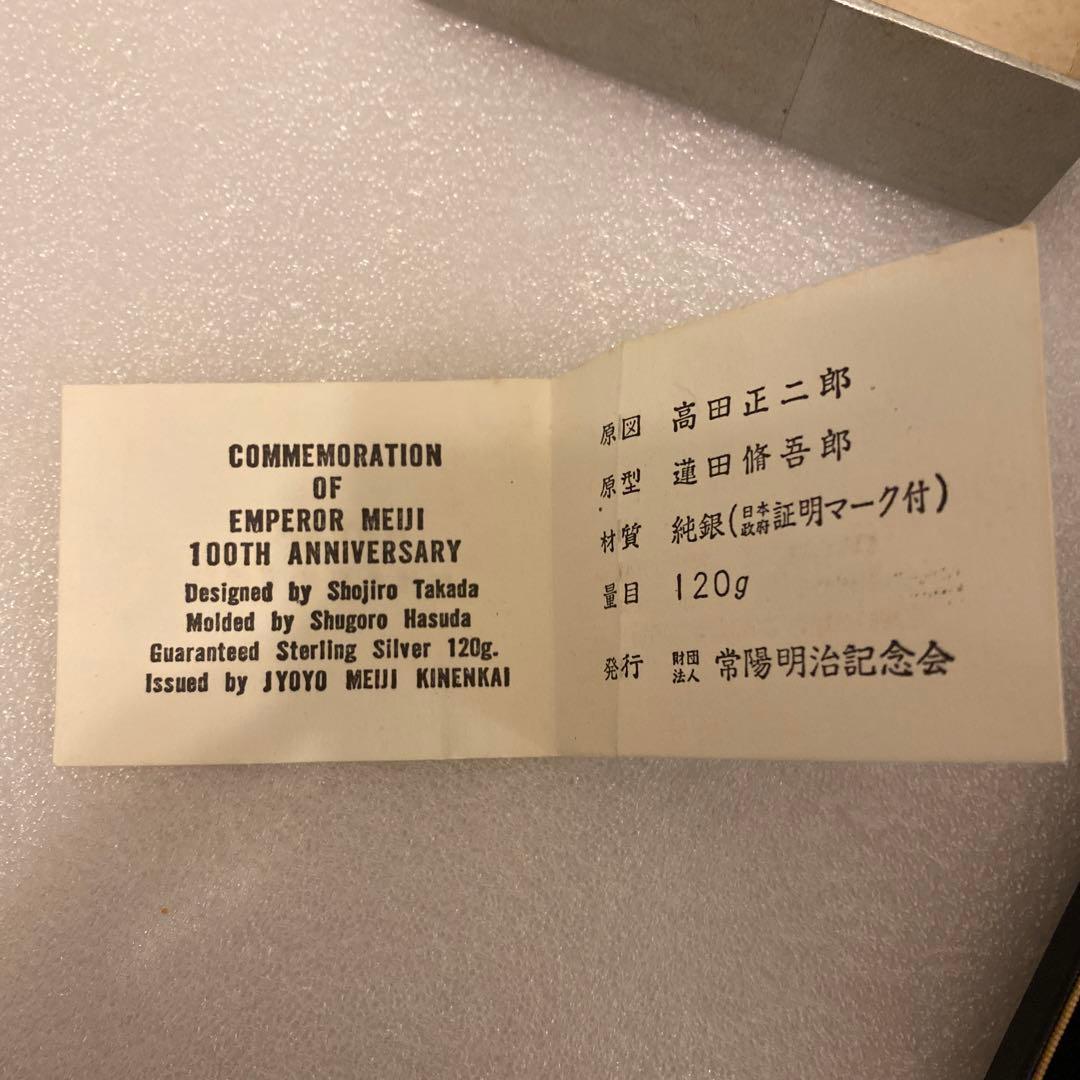 COMMEMORATION
OF
EMPEROR MEIJI
100TH ANNIVERSARY
Designed by Shojiro Takada
Molded by Shugoro Hasuda
Guaranteed Sterling Silver 120g.
Issued by JYOYO MEIJI KINENKAI
原図 高田正二郎
原型 蓮田脩吾郎
材質 純銀(日本政府証明マーク付)
量目 120g
発行 財団法人 常陽明治記念会